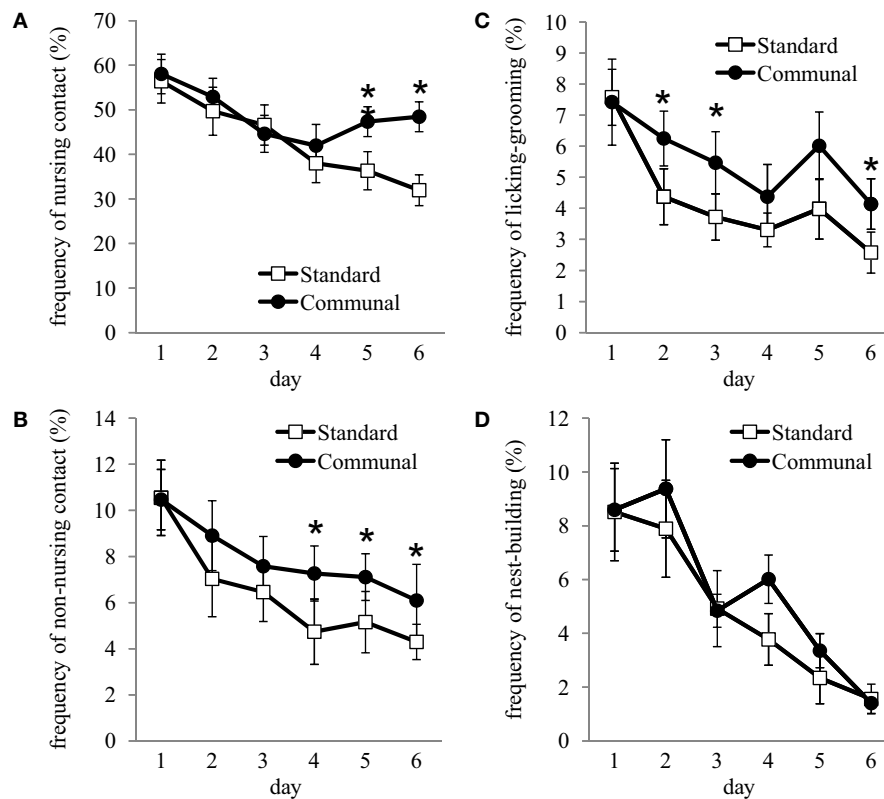 A
frequency of nursing contact (%)
70
60
50
40
30
20
10
0
* *
*
Standard
Communal
1 2 3 4 5 6
day
C
frequency of licking-grooming (%)
10
9
8
7
6
5
4
3
2
1
0
Standard
Communal
* * *
1 2 3 4 5 6
day
B
frequency of non-nursing contact (%)
14
12
10
8
6
4
2
0
Standard
Communal
* * *
1 2 3 4 5 6
day
D
frequency of nest-building (%)
12
10
8
6
4
2
0
Standard
Communal
1 2 3 4 5 6
day